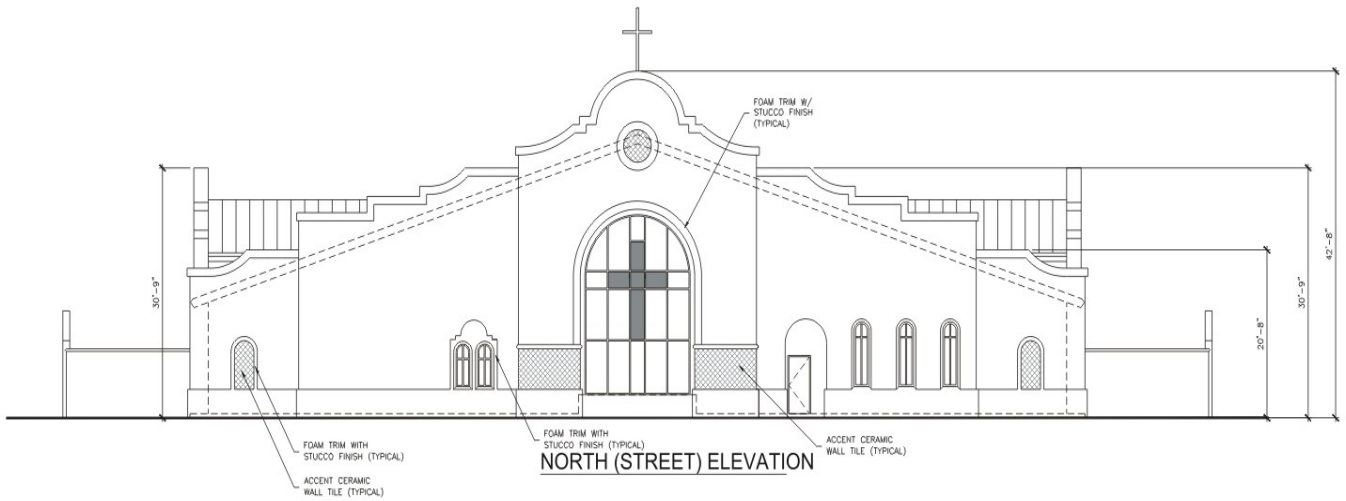 FOAM TRIM W/
STUCCO FINISH
(TYPICAL)
30'-9"
42'-8"
30'-9"
20'-8"
FOAM TRIM WITH
STUCCO FINISH (TYPICAL)
ACCENT CERAMIC
WALL TILE (TYPICAL)
FOAM TRIM WITH
STUCCO FINISH (TYPICAL)
ACCENT CERAMIC
WALL TILE (TYPICAL)
NORTH (STREET) ELEVATION